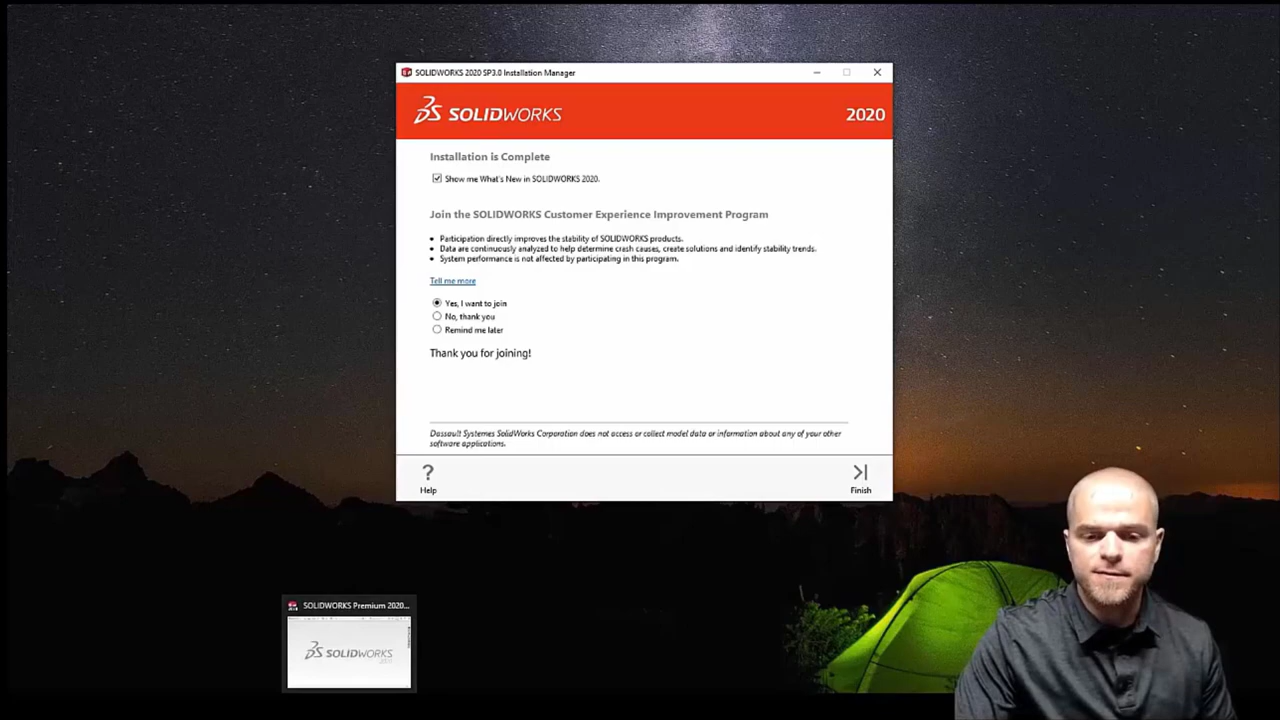 SOLIDWORKS 2020 SP3.0 Installation Manager
SOLIDWORKS
2020
Installation is Complete
Show me What's New in SOLIDWORKS 2020.
Join the SOLIDWORKS Customer Experience Improvement Program
Participation directly improves the stability of SOLIDWORKS products.
Data are continuously analyzed to help determine crash causes, create solutions and identify stability trends.
System performance is not affected by participating in this program.
Tell me more
Yes, I want to join
No, thank you
Remind me later
Thank you for joining!
Dassault Systemes SolidWorks Corporation does not access or collect model data or information about any of your other
software applications.
Help
Finish
SOLIDWORKS Premium 2020...
SOLIDWORKS